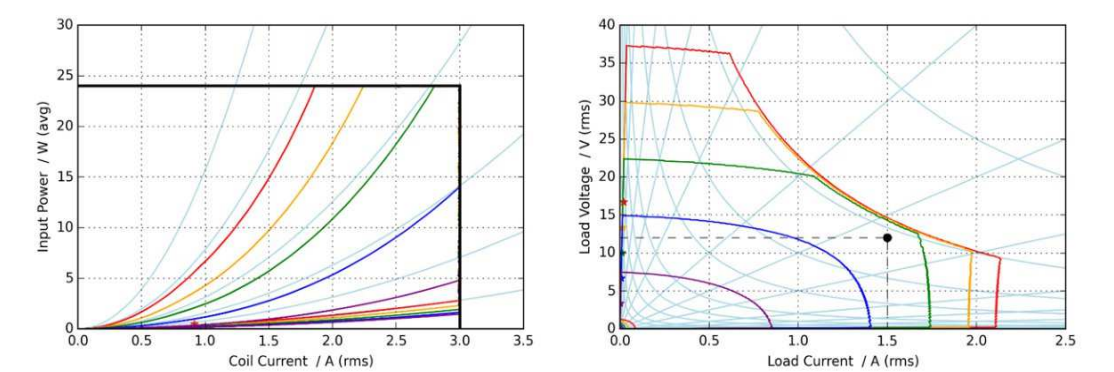 30
25
20
15
10
5
0
Input Power / W (avg)
0.0 0.5 1.0 1.5 2.0 2.5 3.0 3.5
Coil Current / A (rms)
40
35
30
25
20
15
10
5
0
Load Voltage / V (rms)
0.0 0.5 1.0 1.5 2.0 2.5
Load Current / A (rms)